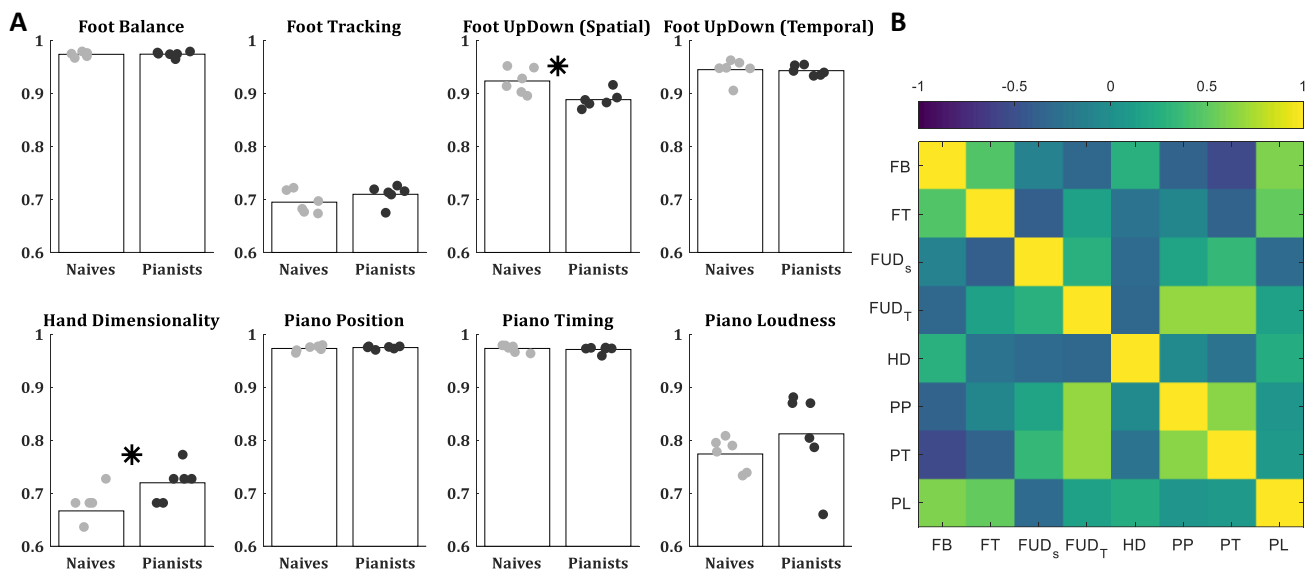 A
B
Foot Balance
Foot Tracking
Foot UpDown (Spatial)
Foot UpDown (Temporal)
1
0.9
0.8
0.7
0.6
Naives Pianists
1
0.9
0.8
0.7
0.6
Naives Pianists
1
0.9
0.8
0.7
0.6
Naives Pianists
1
0.9
0.8
0.7
0.6
Naives Pianists
Hand Dimensionality
Piano Position
Piano Timing
Piano Loudness
1
0.9
0.8
0.7
0.6
Naives Pianists
1
0.9
0.8
0.7
0.6
Naives Pianists
1
0.9
0.8
0.7
0.6
Naives Pianists
1
0.9
0.8
0.7
0.6
Naives Pianists
-1 -0.5 0 0.5 1
FB
FT
FUDs
FUDT
HD
PP
PT
PL
FB FT FUDs FUDT HD PP PT PL